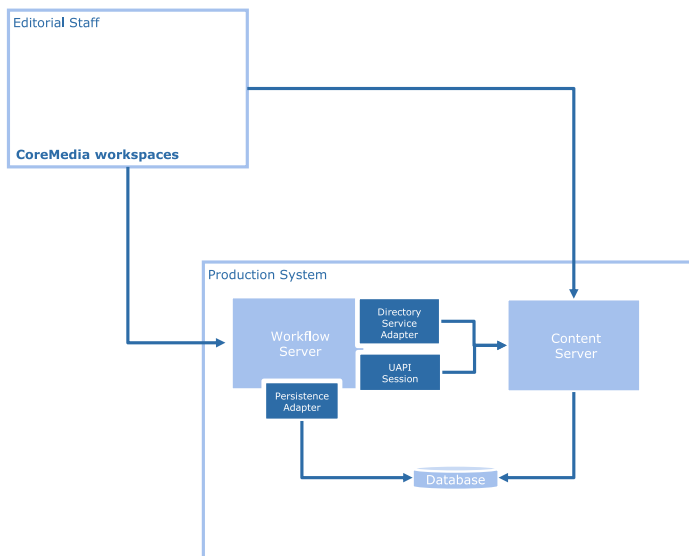 Editorial Staff
CoreMedia workspaces
Production System
Workflow
Server
Directory
Service
Adapter
UAPI
Session
Persistence
Adapter
Content
Server
Database